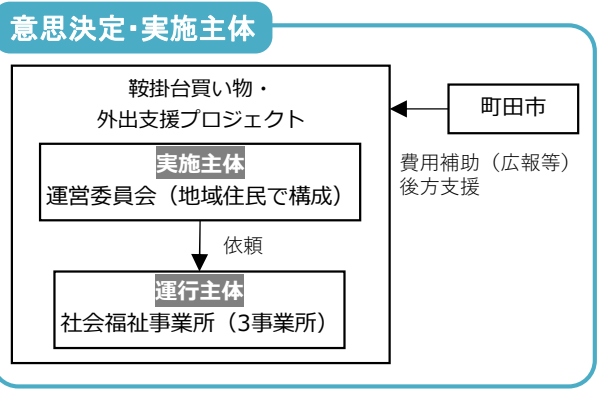 意思決定・実施主体
鞍掛台買い物・
外出支援プロジェクト
実施主体
運営委員会（地域住民で構成）
依頼
運行主体
社会福祉事業所（3事業所）
町田市
費用補助（広報等）
後方支援